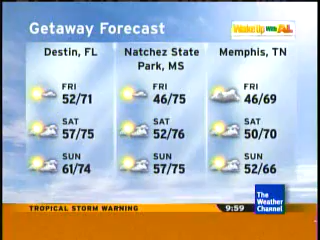 Getaway Forecast
Wake Up With AL
Destin, FL
FRI
52/71
SAT
57/75
SUN
61/74
Natchez State
Park, MS
FRI
46/75
SAT
52/76
SUN
57/75
Memphis, TN
FRI
46/69
SAT
50/70
SUN
52/66
TROPICAL STORM WARNING
9:59
The
Weather
Channel